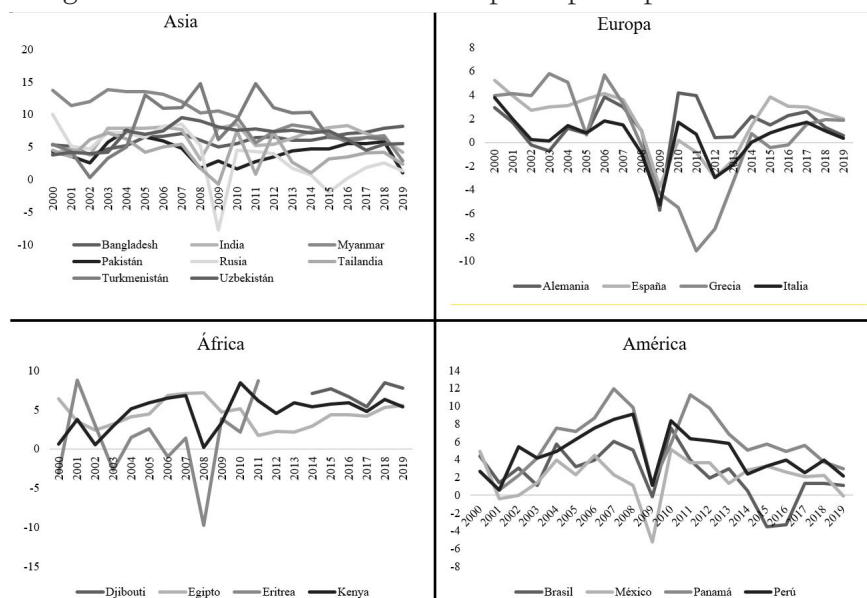 Asia
20
15
10
5
0
-5
-10
2000 2001 2002 2003 2004 2005 2006 2007 2008 2009 2010 2011 2012 2013 2014 2015 2016 2017 2018 2019
Bangladesh India Myanmar
Pakistán Rusia Tailandia
Turkmenistán Uzbekistán
Europa
8
6
4
2
0
-2
-4
-6
-8
-10
2000 2001 2002 2003 2004 2005 2006 2007 2008 2009 2010 2011 2012 2013 2014 2015 2016 2017 2018 2019
Alemania España Grecia Italia
África
10
5
0
-5
-10
-15
2000 2001 2002 2003 2004 2005 2006 2007 2008 2009 2010 2011 2012 2013 2014 2015 2016 2017 2018 2019
Djibouti Egipto Eritrea Kenya
América
14
12
10
8
6
4
2
0
-2
-4
-6
-8
2000 2001 2002 2003 2004 2005 2006 2007 2008 2009 2010 2011 2012 2013 2014 2015 2016 2017 2018 2019
Brasil México Panamá Perú